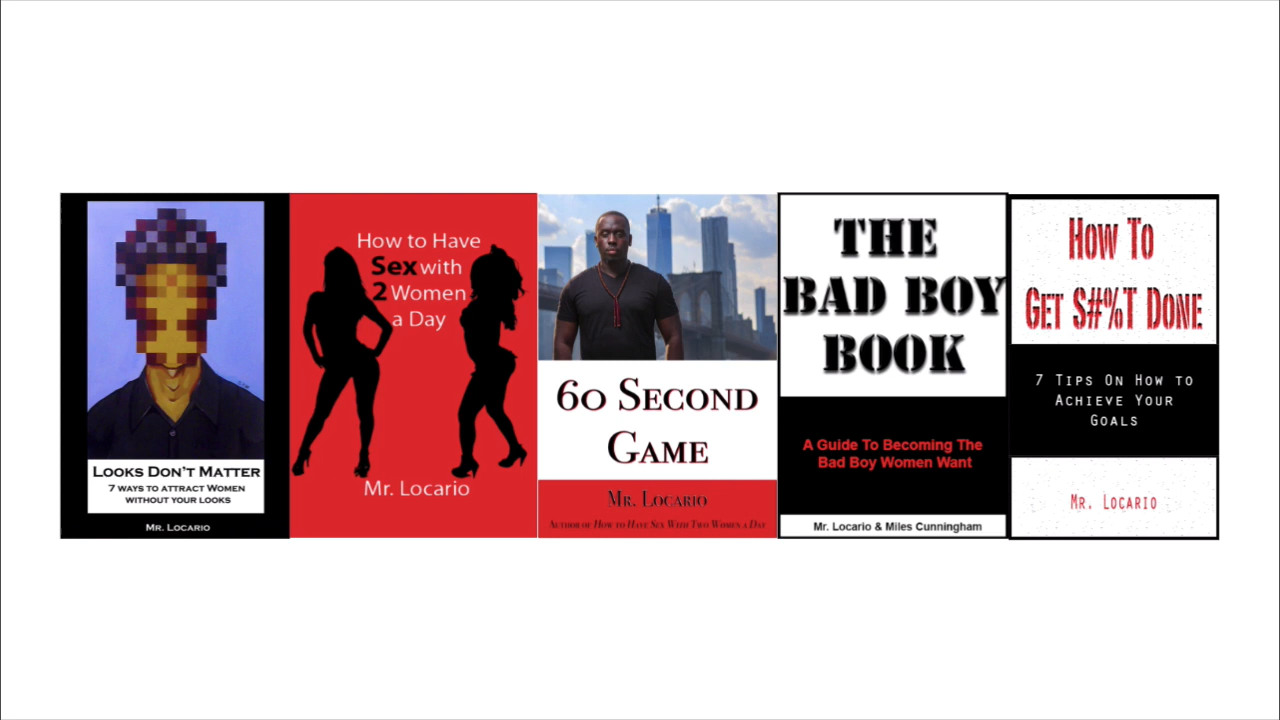 LOOKS DON'T MATTER
7 WAYS TO ATTRACT WOMEN
WITHOUT YOUR LOOKS
MR. LOCARIO
How to Have
Sex with
2 Women
a Day
Mr. Locario
60 SECOND
GAME
MR. LOCARIO
AUTHOR OF HOW TO HAVE SEX WITH TWO WOMEN A DAY
THE
BAD BOY
BOOK
A Guide To Becoming The
Bad Boy Women Want
Mr. Locario & Miles Cunningham
HOW TO
GET S#%T DONE
7 TIPS ON HOW TO
ACHIEVE YOUR
GOALS
MR. LOCARIO